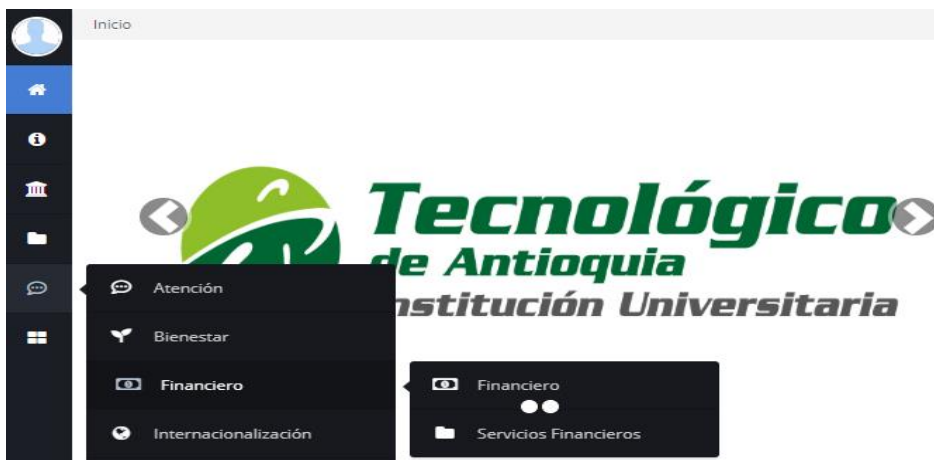 Inicio
Tecnológico
de Antioquia
nstitución Universitaria
Atención
Bienestar
Financiero
Internacionalización
Financiero
Servicios Financieros